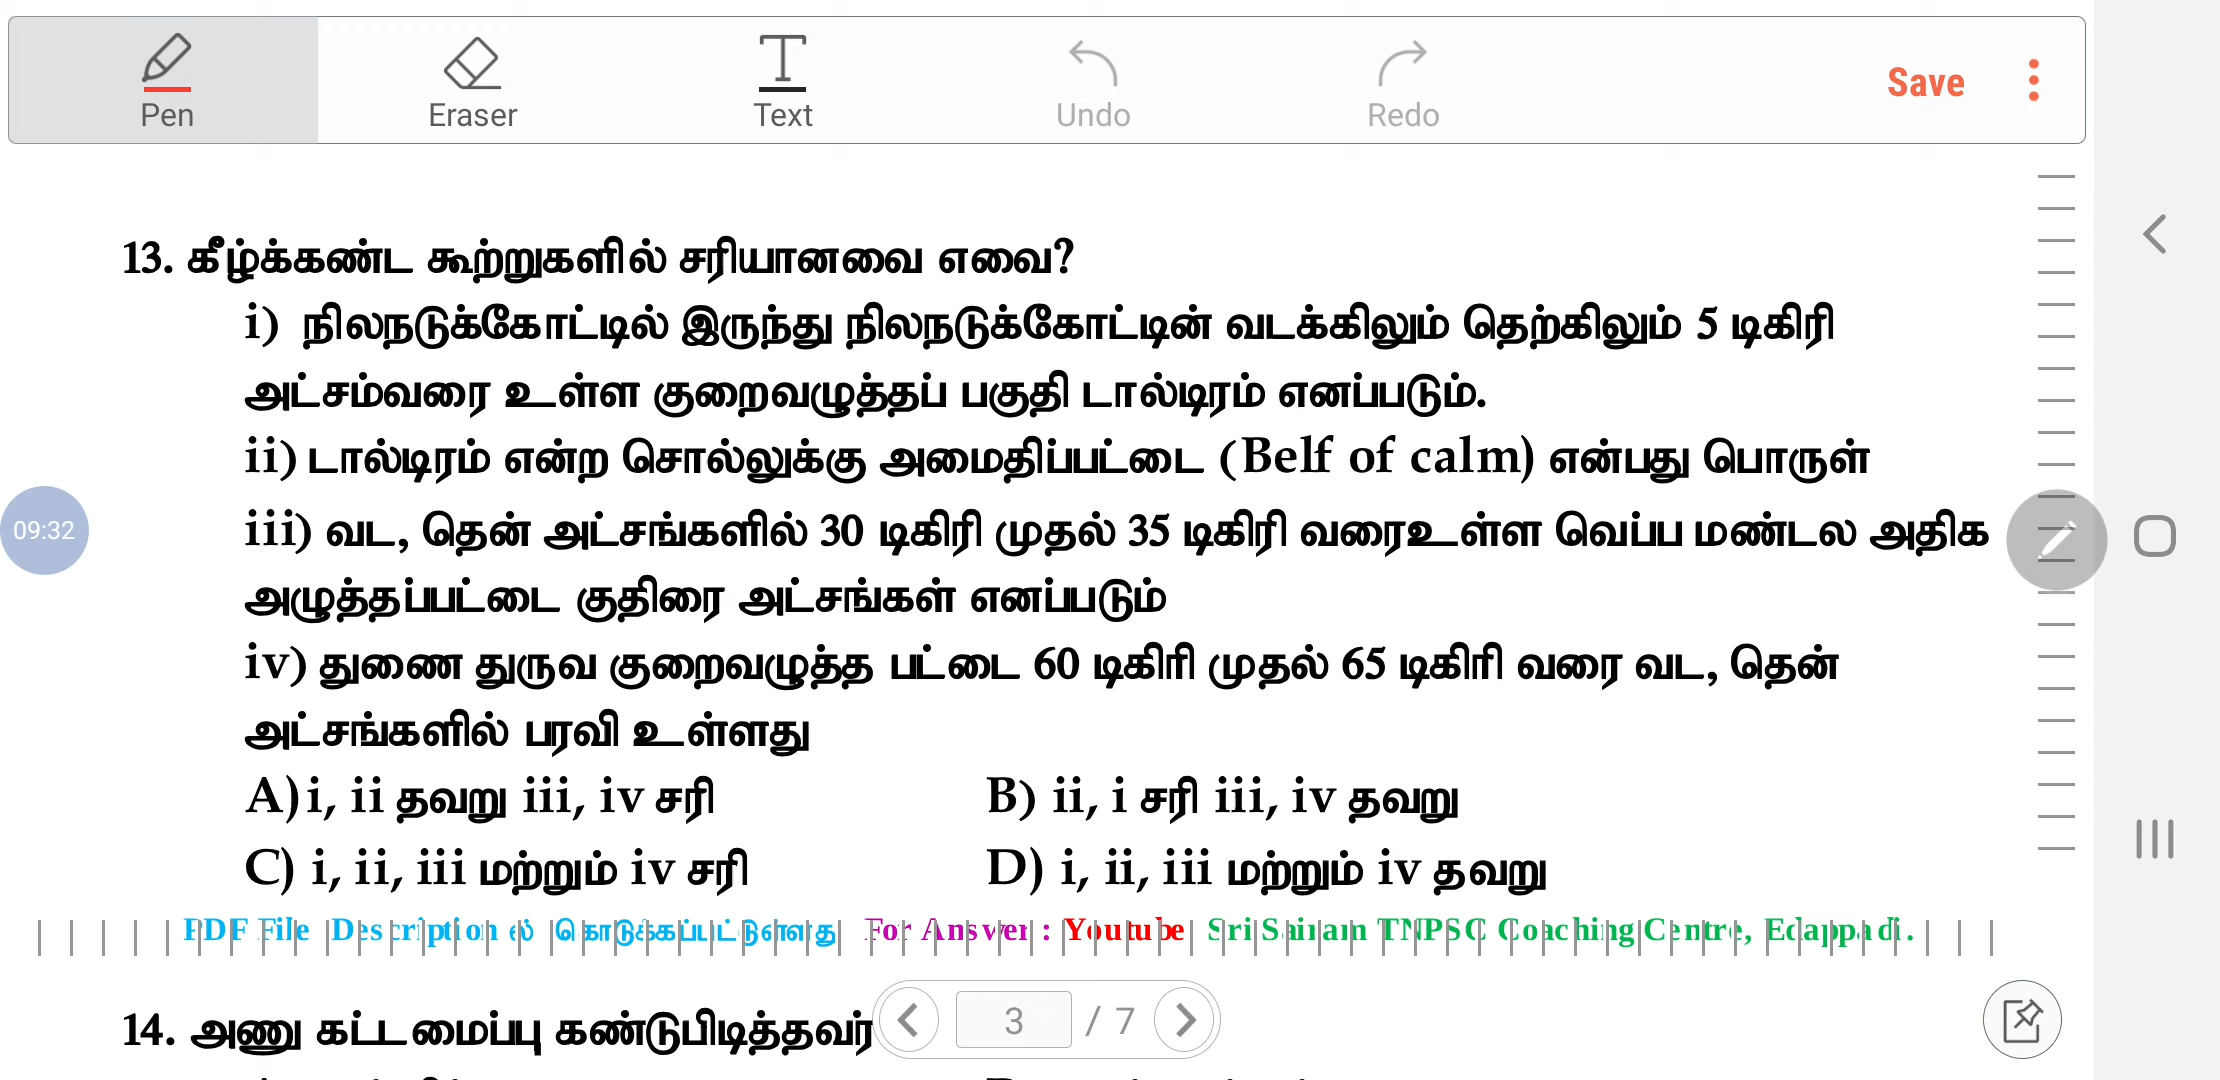 Pen
Eraser
Text
Undo
Redo
Save
13. கீழ்க்கண்ட கூற்றுகளில் சரியானவை எவை?
i) நிலநடுக்கோட்டில் இருந்து நிலநடுக்கோட்டின் வடக்கிலும் தெற்கிலும் 5 டிகிரி
அட்சம்வரை உள்ள குறைவழுத்தப் பகுதி டால்டிரம் எனப்படும்.
ii) டால்டிரம் என்ற சொல்லுக்கு அமைதிப்பட்டை (Belf of calm) என்பது பொருள்
09:32
iii) வட, தென் அட்சங்களில் 30 டிகிரி முதல் 35 டிகிரி வரைஉள்ள வெப்ப மண்டல அதிக
அழுத்தப்பட்டை குதிரை அட்சங்கள் எனப்படும்
iv) துணை துருவ குறைவழுத்த பட்டை 60 டிகிரி முதல் 65 டிகிரி வரை வட, தென்
அட்சங்களில் பரவி உள்ளது
A) i, ii தவறு iii, iv சரி
B) ii, i சரி iii, iv தவறு
C) i, ii, iii மற்றும் iv சரி
D) i, ii, iii மற்றும் iv தவறு
PDF File Description ல் கொடுக்கப்பட்டுள்ளது For Answer : Youtube Sri Sairam TNPSC Coaching Centre, Edappadi.
14. அணு கட்டமைப்பு கண்டுபிடித்தவர்
3 / 7